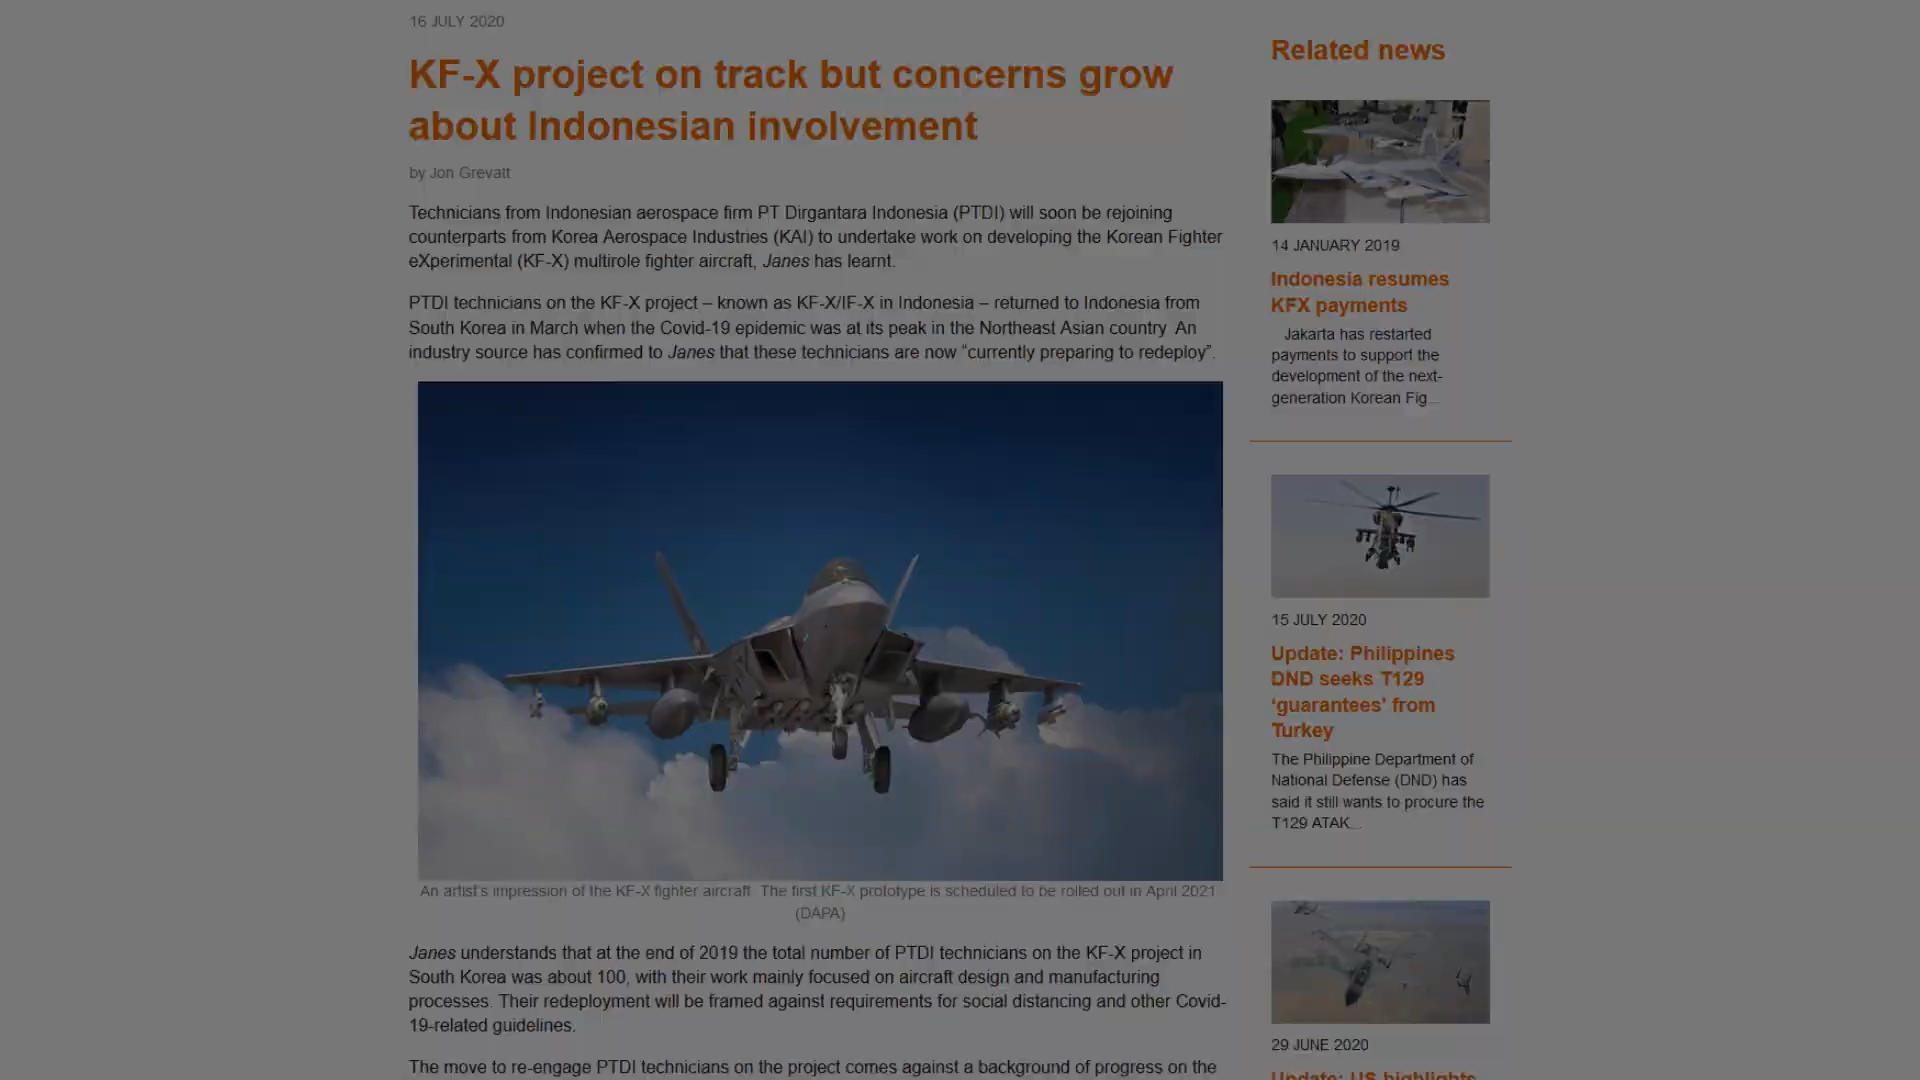 16 JULY 2020
KF-X project on track but concerns grow
about Indonesian involvement
by Jon Grevatt
Technicians from Indonesian aerospace firm PT Dirgantara Indonesia (PTDI) will soon be rejoining
counterparts from Korea Aerospace Industries (KAI) to undertake work on developing the Korean Fighter
eXperimental (KF-X) multirole fighter aircraft, Janes has learnt.
PTDI technicians on the KF-X project – known as KF-X/IF-X in Indonesia – returned to Indonesia from
South Korea in March when the Covid-19 epidemic was at its peak in the Northeast Asian country. An
industry source has confirmed to Janes that these technicians are now “currently preparing to redeploy”.
An artist's impression of the KF-X fighter aircraft. The first KF-X prototype is scheduled to be rolled out in April 2021.
(DAPA)
Janes understands that at the end of 2019 the total number of PTDI technicians on the KF-X project in
South Korea was about 100, with their work mainly focused on aircraft design and manufacturing
processes. Their redeployment will be framed against requirements for social distancing and other Covid-
19-related guidelines.
The move to re-engage PTDI technicians on the project comes against a background of progress on the
Related news
14 JANUARY 2019
Indonesia resumes
KFX payments
Jakarta has restarted
payments to support the
development of the next-
generation Korean Fig...
15 JULY 2020
Update: Philippines
DND seeks T129
‘guarantees’ from
Turkey
The Philippine Department of
National Defense (DND) has
said it still wants to procure the
T129 ATAK...
29 JUNE 2020
Update: US highlights